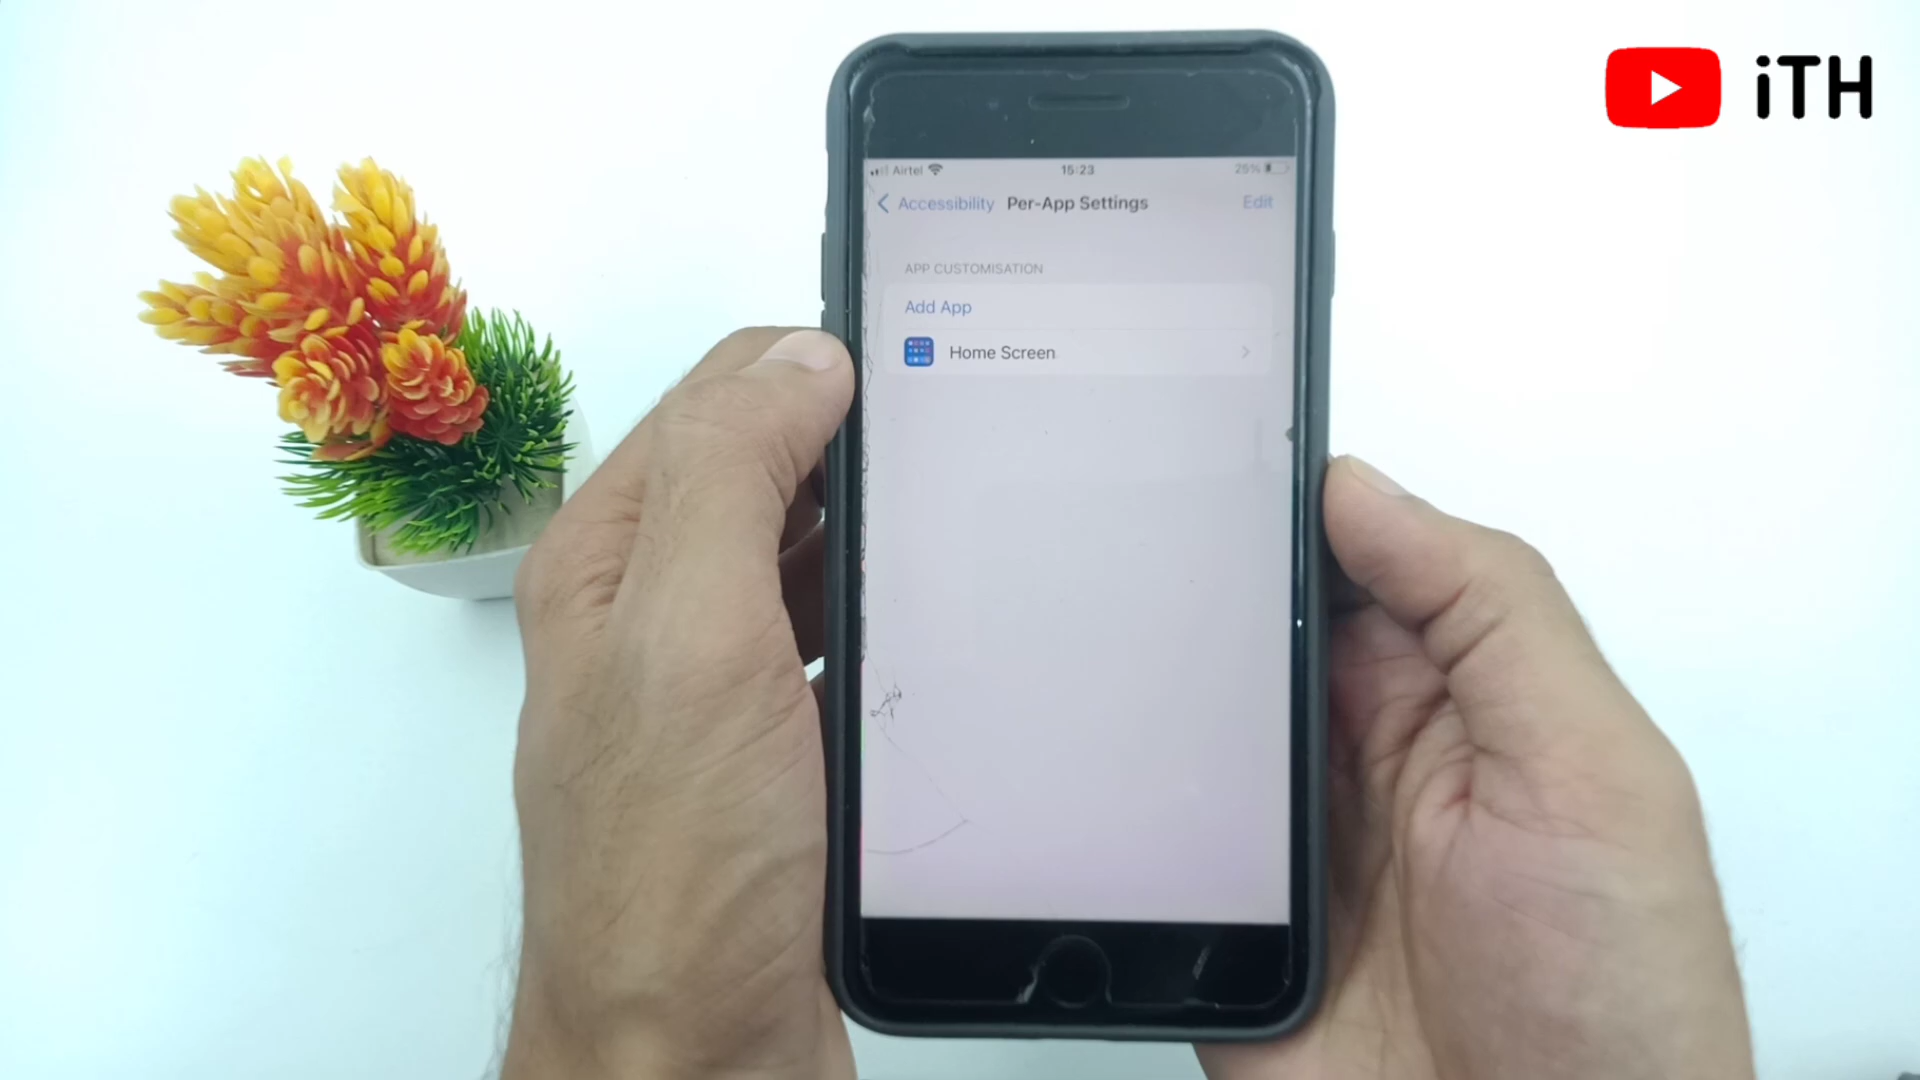 iTH
Airtel 15:23 25%
Accessibility Per-App Settings Edit
APP CUSTOMISATION
Add App
Home Screen